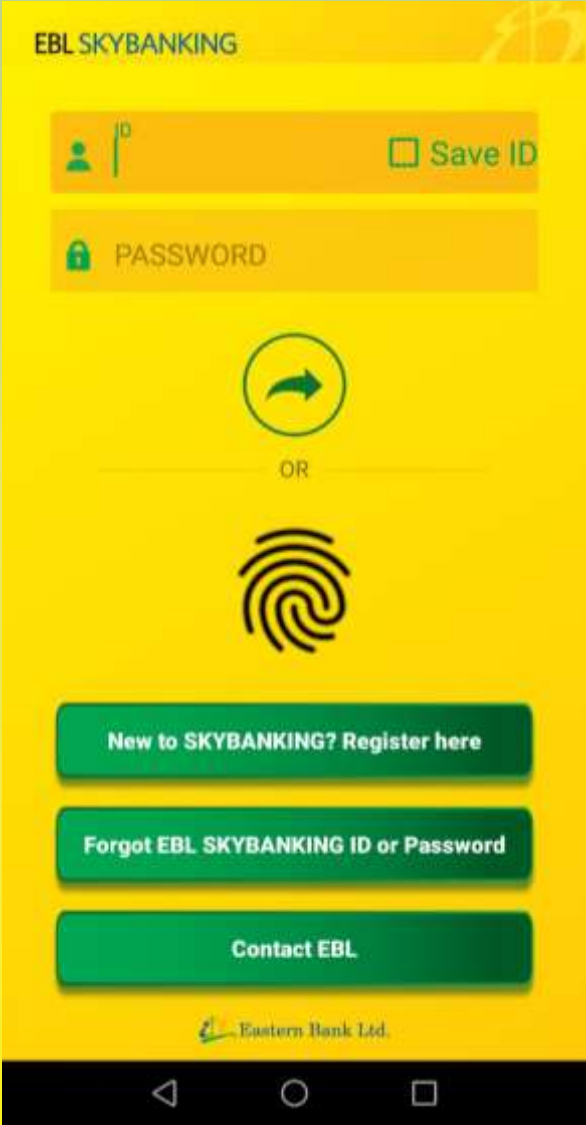 EBL SKYBANKING
ID
Save ID
PASSWORD
OR
New to SKYBANKING? Register here
Forgot EBL SKYBANKING ID or Password
Contact EBL
Eastern Bank Ltd.